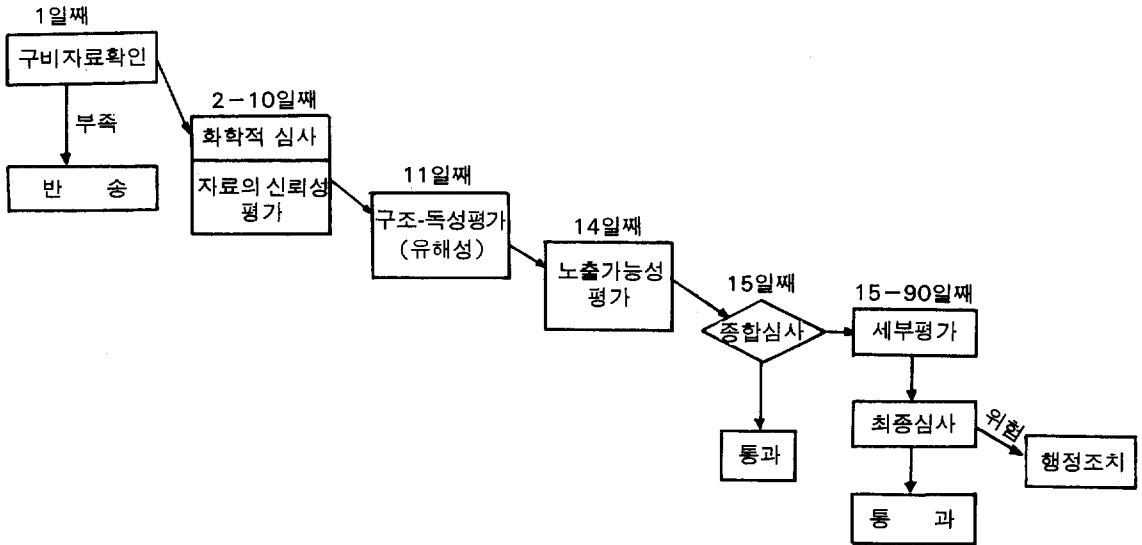 1일째
구비자료확인
부족
반 송
2-10일째
화학적 심사
자료의 신뢰성
평가
11일째
구조-독성평가
(유해성)
14일째
노출가능성
평가
15일째
종합심사
통과
15-90일째
세부평가
최종심사
위험
행정조치
통 과